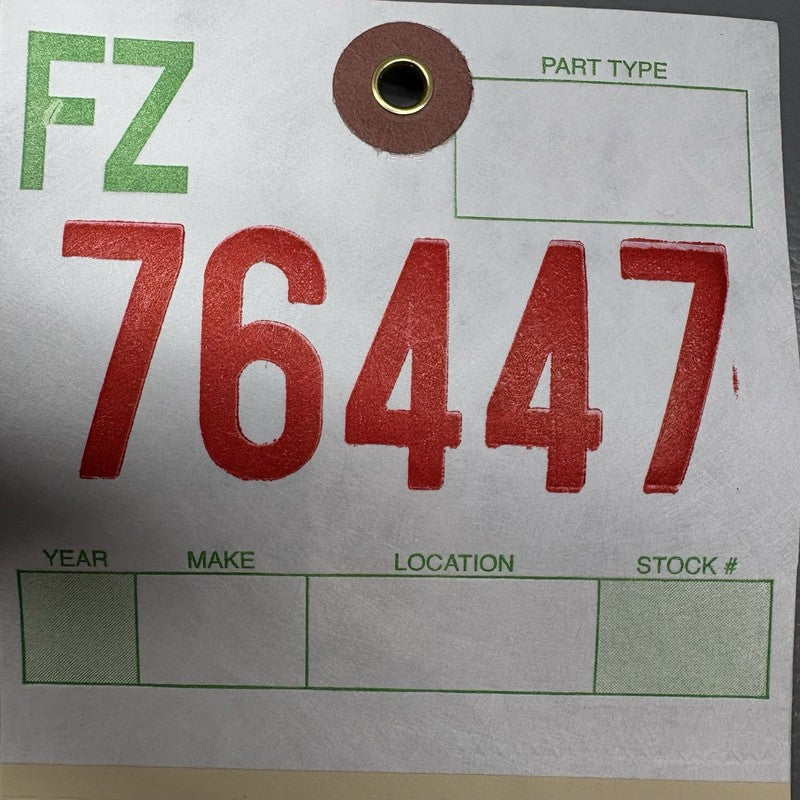 FZ
PART TYPE
76447
YEAR MAKE LOCATION STOCK #